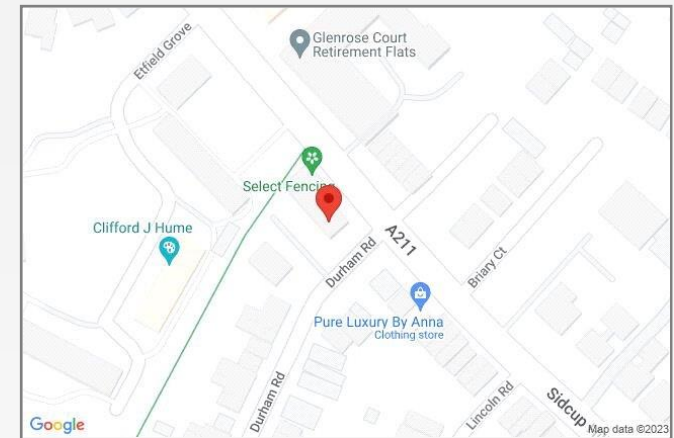 Etfield Grove
Glenrose Court
Retirement Flats
Select Fencing
Clifford J Hume
A211
Durham Rd
Briary Ct
Pure Luxury By Anna
Clothing store
Durham Rd
Lincoln Rd
Sidcup
Google
Map data ©2023